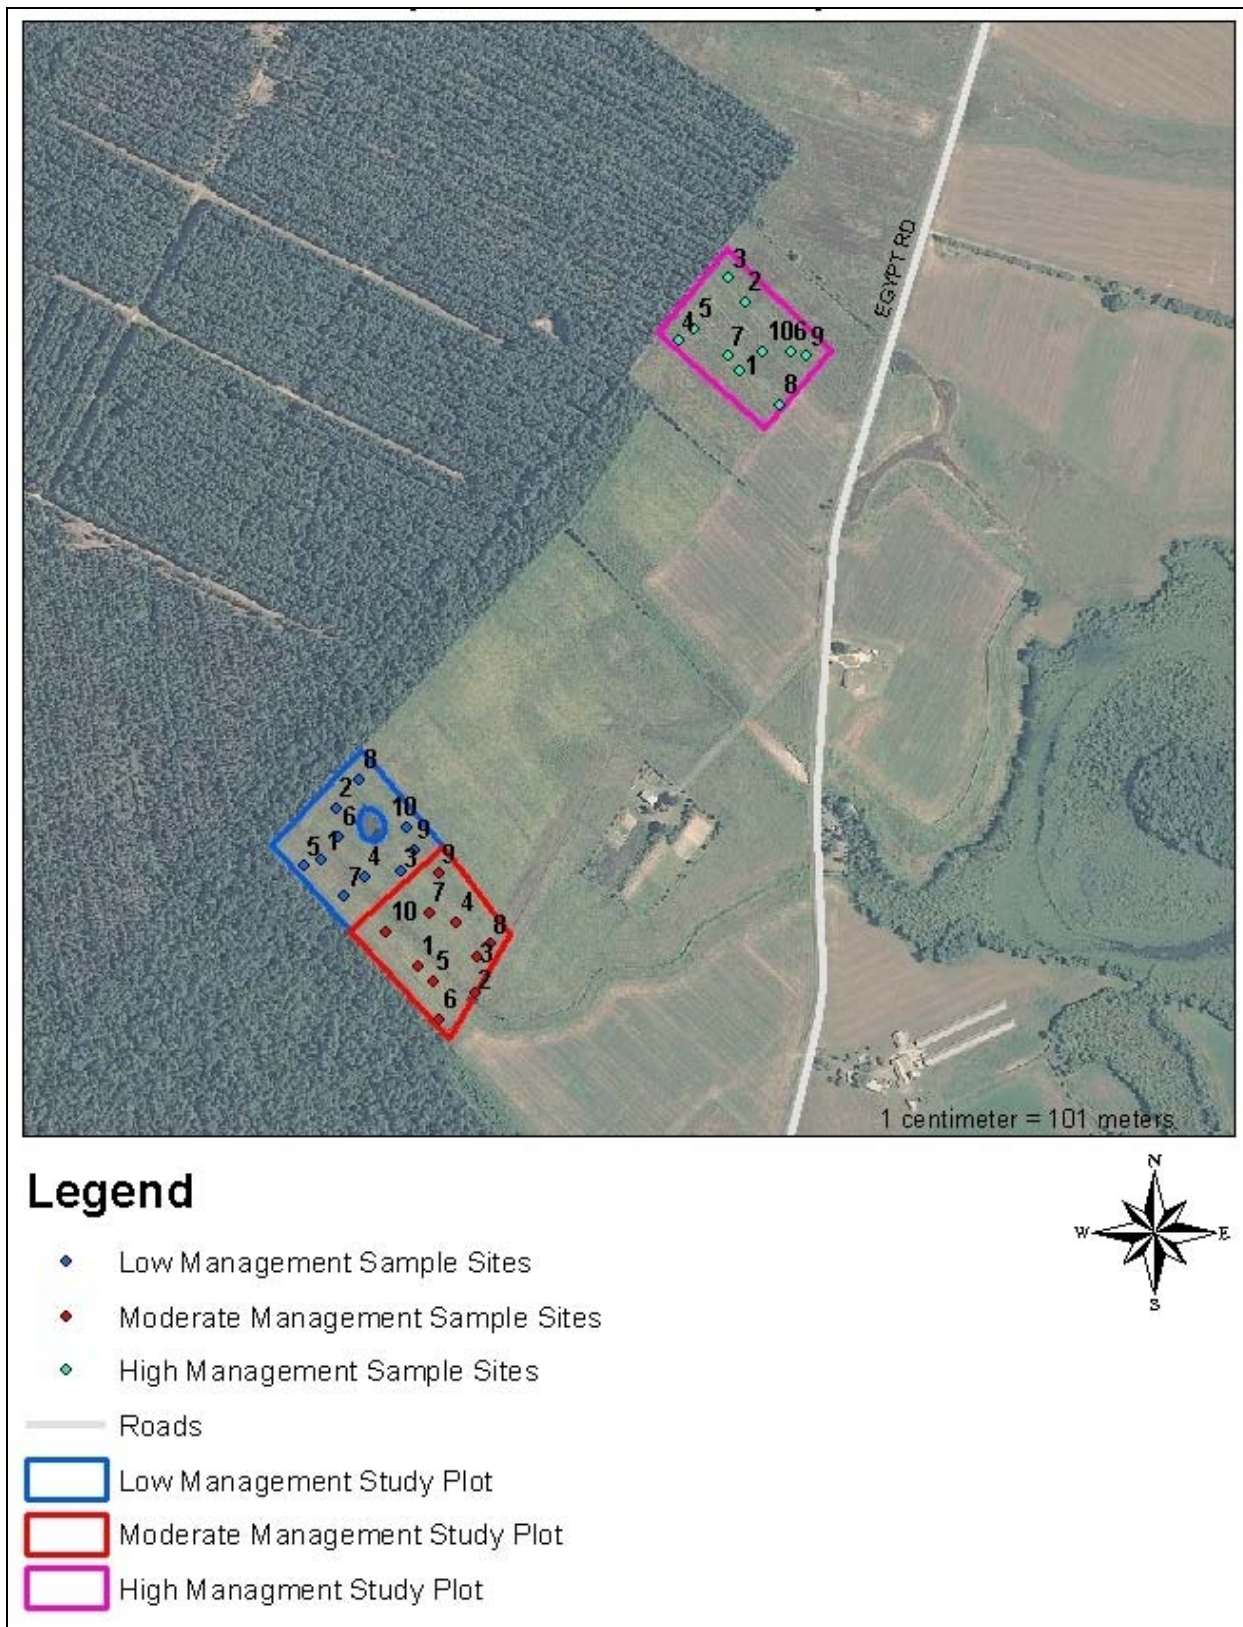 3
2
5
4
EGYPT RD
7
106
9
1
8
8
2
10
6
9
1
5
4
3
7
9
7
4
10
8
1
3
5
2
6
1 centimeter = 101 meters
Legend
N
W
E
S
Low Management Sample Sites
Moderate Management Sample Sites
High Management Sample Sites
Roads
Low Management Study Plot
Moderate Management Study Plot
High Managment Study Plot